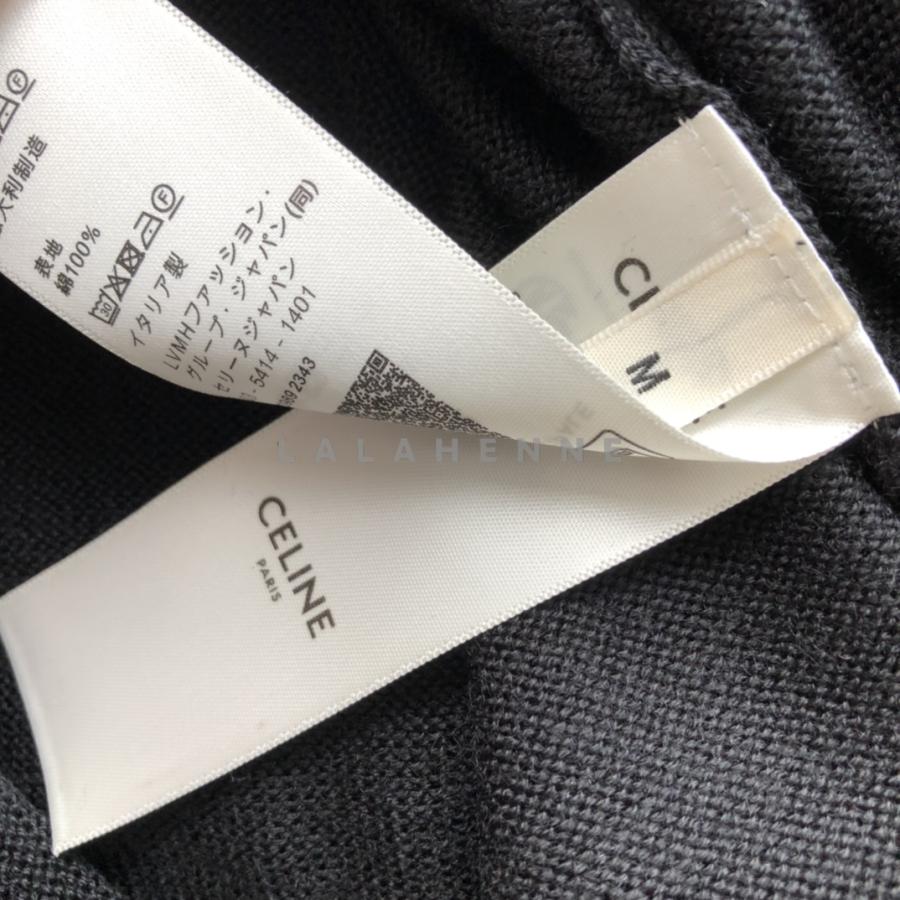 大利制造
表地
綿100%
30
イタリア製
LVMHファッション・
グループ・ジャパン(同)
セリーヌジャパン
-5414-1401
2343
CELINE
PARIS
M
LALAHENNE